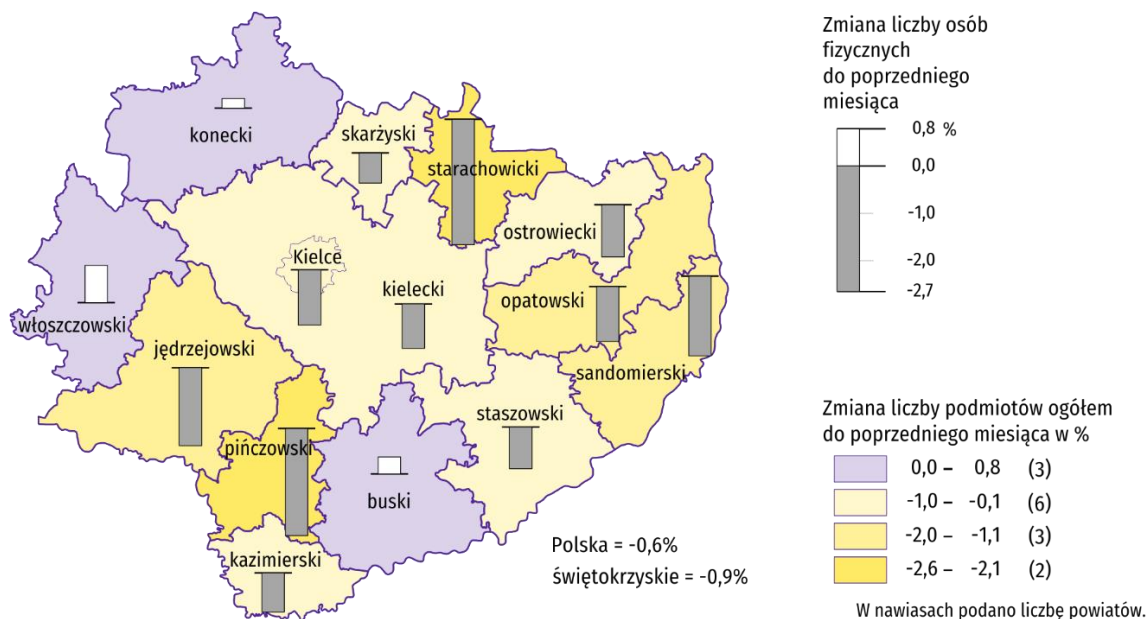 konecki
skarżyski
starachowicki
ostrowiecki
Kielce
kielecki
opatowski
włoszczowski
jędrzejowski
sandomierski
staszowski
pińczowski
buski
kazimierski
Polska = -0,6%
świętokrzyskie = -0,9%
Zmiana liczby osób
fizycznych
do poprzedniego
miesiąca
0,8 %
0,0
-1,0
-2,0
-2,7
Zmiana liczby podmiotów ogółem
do poprzedniego miesiąca w %
0,0 – 0,8 (3)
-1,0 – -0,1 (6)
-2,0 – -1,1 (3)
-2,6 – -2,1 (2)
W nawiasach podano liczbę powiatów.